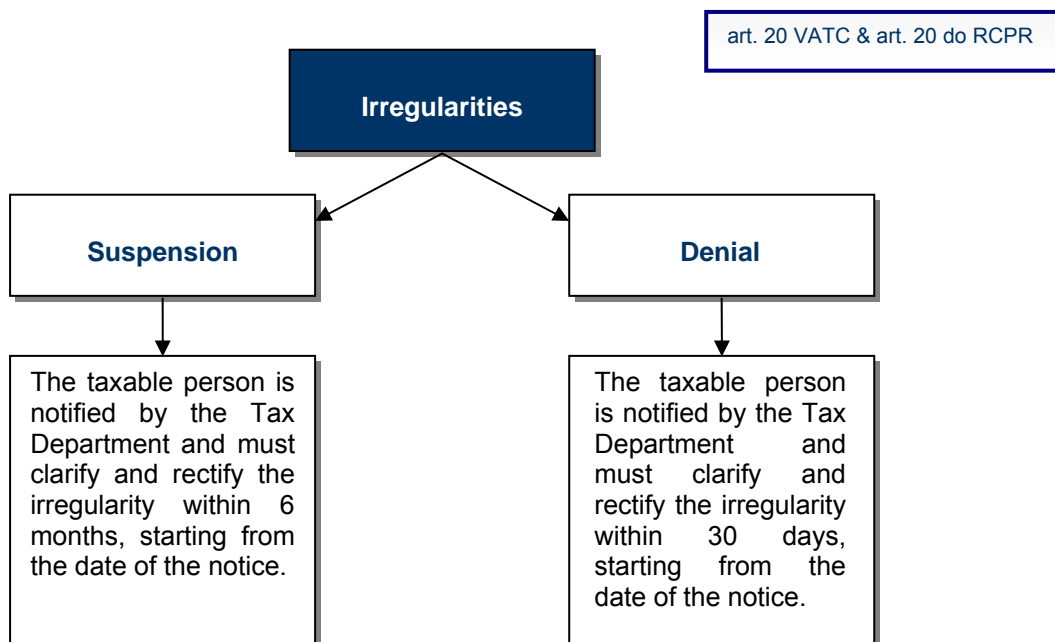 art. 20 VATC & art. 20 do RCPR
Irregularities
Suspension
Denial
The taxable person is
notified by the Tax
Department and must
clarify and rectify the
irregularity within 6
months, starting from
the date of the notice.
The taxable person
is notified by the Tax
Department and
must clarify and
rectify the irregularity
within 30 days,
starting from the
date of the notice.